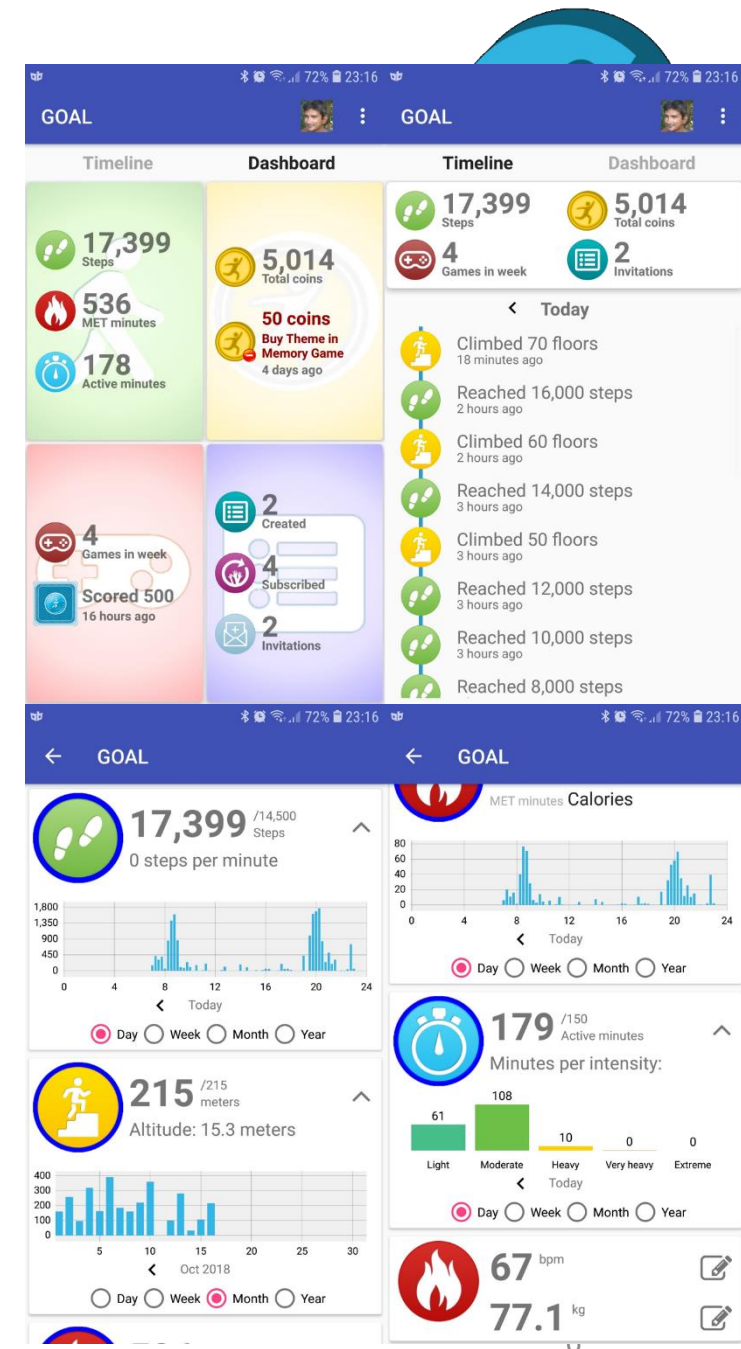 72% 23:16
GOAL
Timeline Dashboard
17,399
Steps
536
MET minutes
178
Active minutes
5,014
Total coins
50 coins
Buy Theme in
Memory Game
4 days ago
4
Games in week
Scored 500
16 hours ago
2
Created
4
Subscribed
2
Invitations
72% 23:16
GOAL
Timeline Dashboard
17,399
Steps
5,014
Total coins
4
Games in week
2
Invitations
Today
Climbed 70 floors
18 minutes ago
Reached 16,000 steps
2 hours ago
Climbed 60 floors
2 hours ago
Reached 14,000 steps
3 hours ago
Climbed 50 floors
3 hours ago
Reached 12,000 steps
3 hours ago
Reached 10,000 steps
3 hours ago
Reached 8,000 steps
72% 23:16
GOAL
17,399 /14,500
Steps
0 steps per minute
1,800
1,350
900
450
0
0 4 8 12 16 20 24
Today
Day Week Month Year
215 /215
meters
Altitude: 15.3 meters
400
300
200
100
0
5 10 15 20 25 30
Oct 2018
Day Week Month Year
72% 23:16
GOAL
MET minutes Calories
80
60
40
20
0
0 4 8 12 16 20 24
Today
Day Week Month Year
179 /150
Active minutes
Minutes per intensity:
61 108 10 0 0
Light Moderate Heavy Very heavy Extreme
Today
Day Week Month Year
67 bpm
77.1 kg